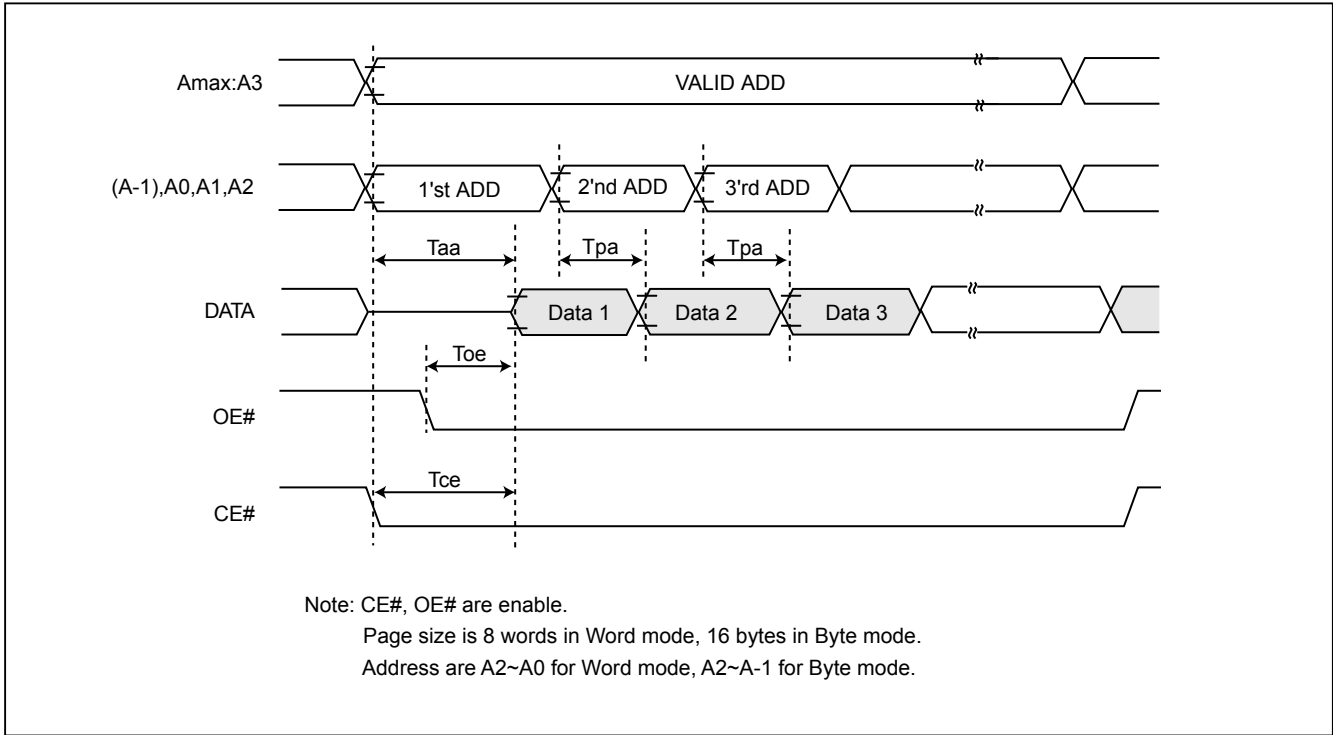 Amax:A3
VALID ADD
(A-1),A0,A1,A2
1'st ADD
2'nd ADD
3'rd ADD
Taa
Tpa
Tpa
DATA
Data 1
Data 2
Data 3
Toe
OE#
Tce
CE#
Note: CE#, OE# are enable.
Page size is 8 words in Word mode, 16 bytes in Byte mode.
Address are A2~A0 for Word mode, A2~A-1 for Byte mode.